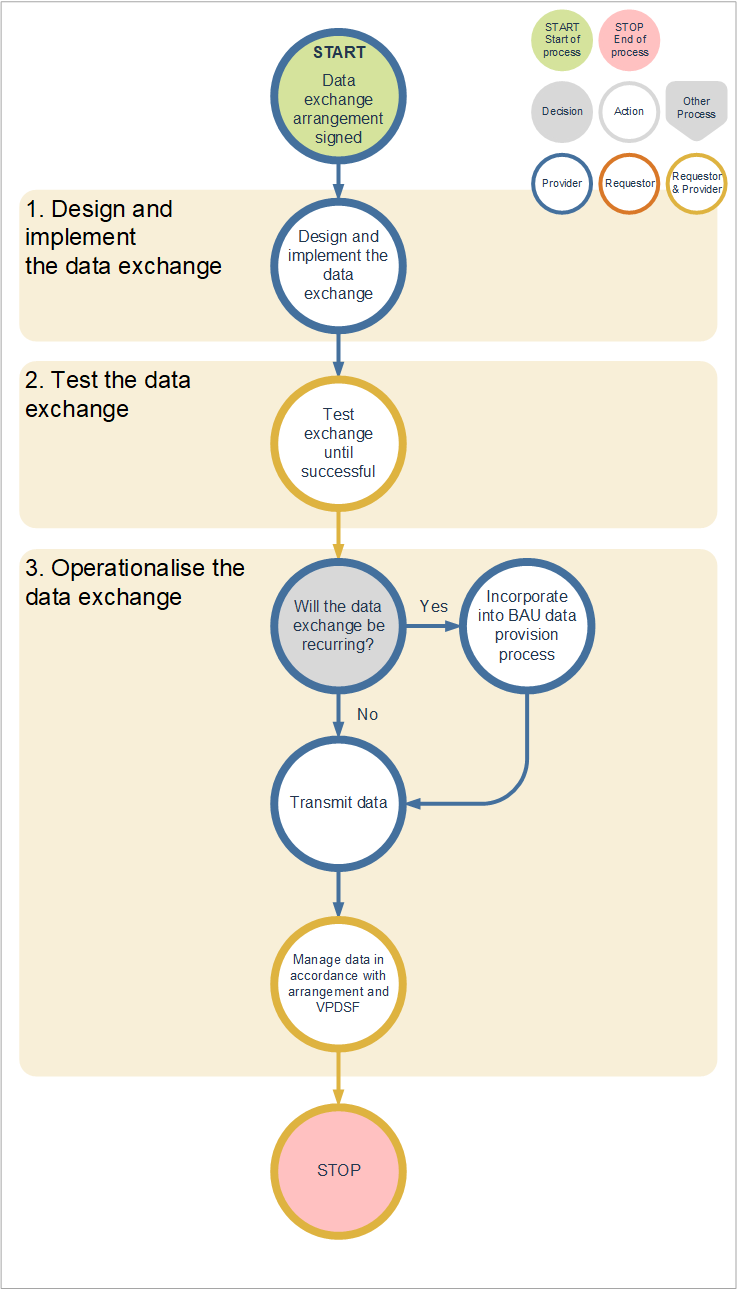 START
Data
exchange
arrangement
signed
START
Start of
process
STOP
End of
process
Decision
Action
Other
Process
Provider
Requestor
Requestor
& Provider
1. Design and
implement
the data exchange
Design and
implement the
data
exchange
2. Test the data
exchange
Test
exchange
until
successful
3. Operationalise the
data exchange
Will the data
exchange be
recurring?
Yes
Incorporate
into BAU data
provision
process
No
Transmit data
Manage data in
accordance with
arrangement and
VPDSF
STOP